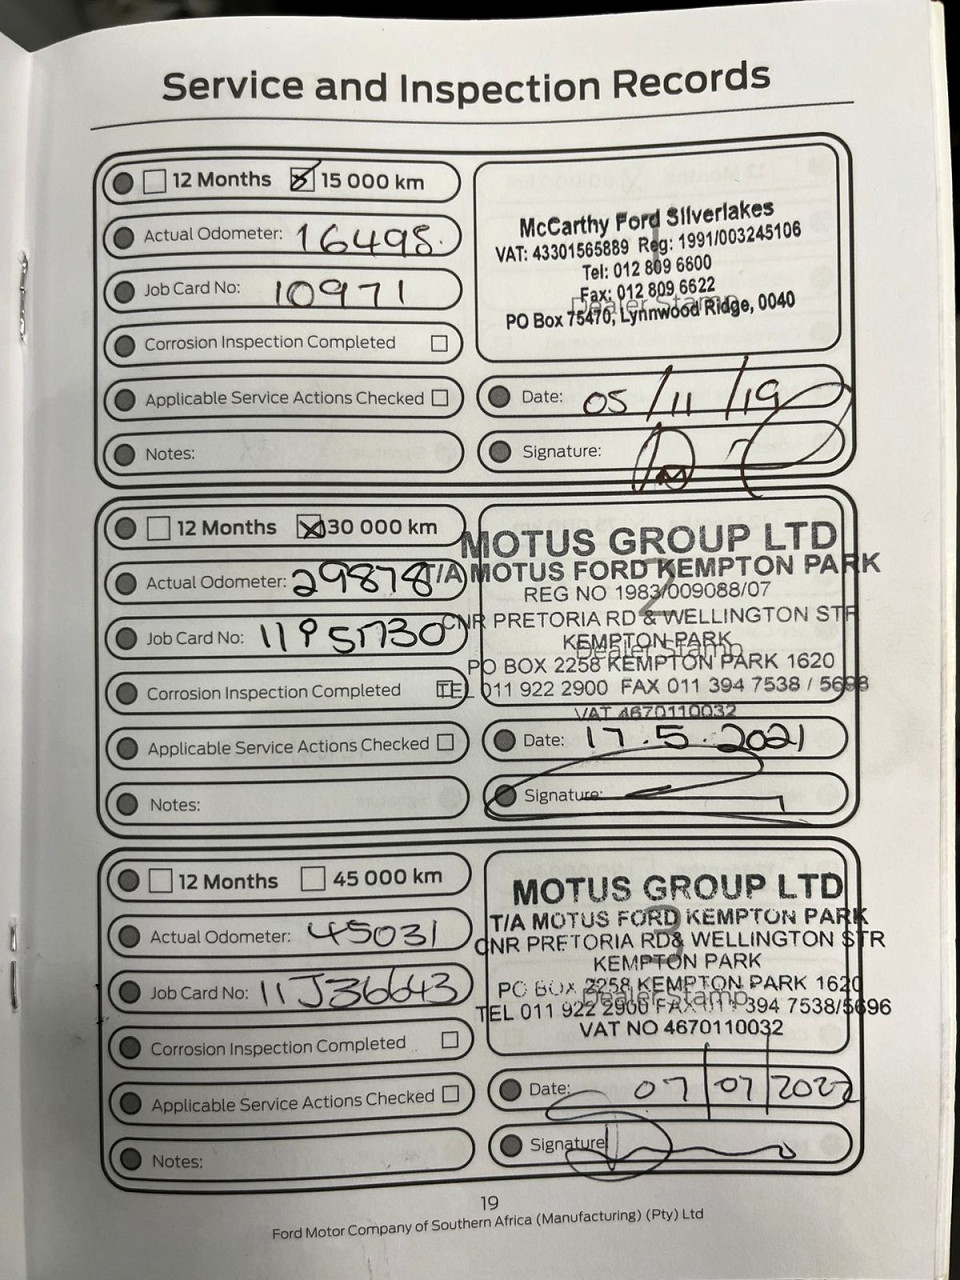 Service and Inspection Records
12 Months 15 000 km
Actual Odometer: 16498.
Job Card No: 10971
Corrosion Inspection Completed
Applicable Service Actions Checked
Notes:
1
McCarthy Ford Silverlakes
VAT: 43301565889 Reg: 1991/003245106
Tel: 012 809 6600
Fax: 012 809 6622
Dealer Stamp
PO Box 75470, Lynnwood Ridge, 0040
Date: 05/11/19
Signature:
12 Months 30 000 km
Actual Odometer: 29878
Job Card No:
Corrosion Inspection Completed
Applicable Service Actions Checked
Notes:
2
MOTUS GROUP LTD
T/A MOTUS FORD KEMPTON PARK
REG NO 1983/009088/07
CNR PRETORIA RD & WELLINGTON STR
KEMPTON PARK
Dealer Stamp
PO BOX 2258 KEMPTON PARK 1620
TEL 011 922 2900 FAX 011 394 7538 / 5698
VAT 4670110032
Date: 17.5.2021
Signature:
12 Months 45 000 km
Actual Odometer: 45031
Job Card No: 11J36643
Corrosion Inspection Completed
Applicable Service Actions Checked
Notes:
3
MOTUS GROUP LTD
T/A MOTUS FORD KEMPTON PARK
CNR PRETORIA RD& WELLINGTON STR
KEMPTON PARK
PO BOX 2258 KEMPTON PARK 1620
Dealer Stamp
TEL 011 922 2900 FAX 011 394 7538/5696
VAT NO 4670110032
Date: 07/07/2022
Signature
19
Ford Motor Company of Southern Africa (Manufacturing) (Pty) Ltd